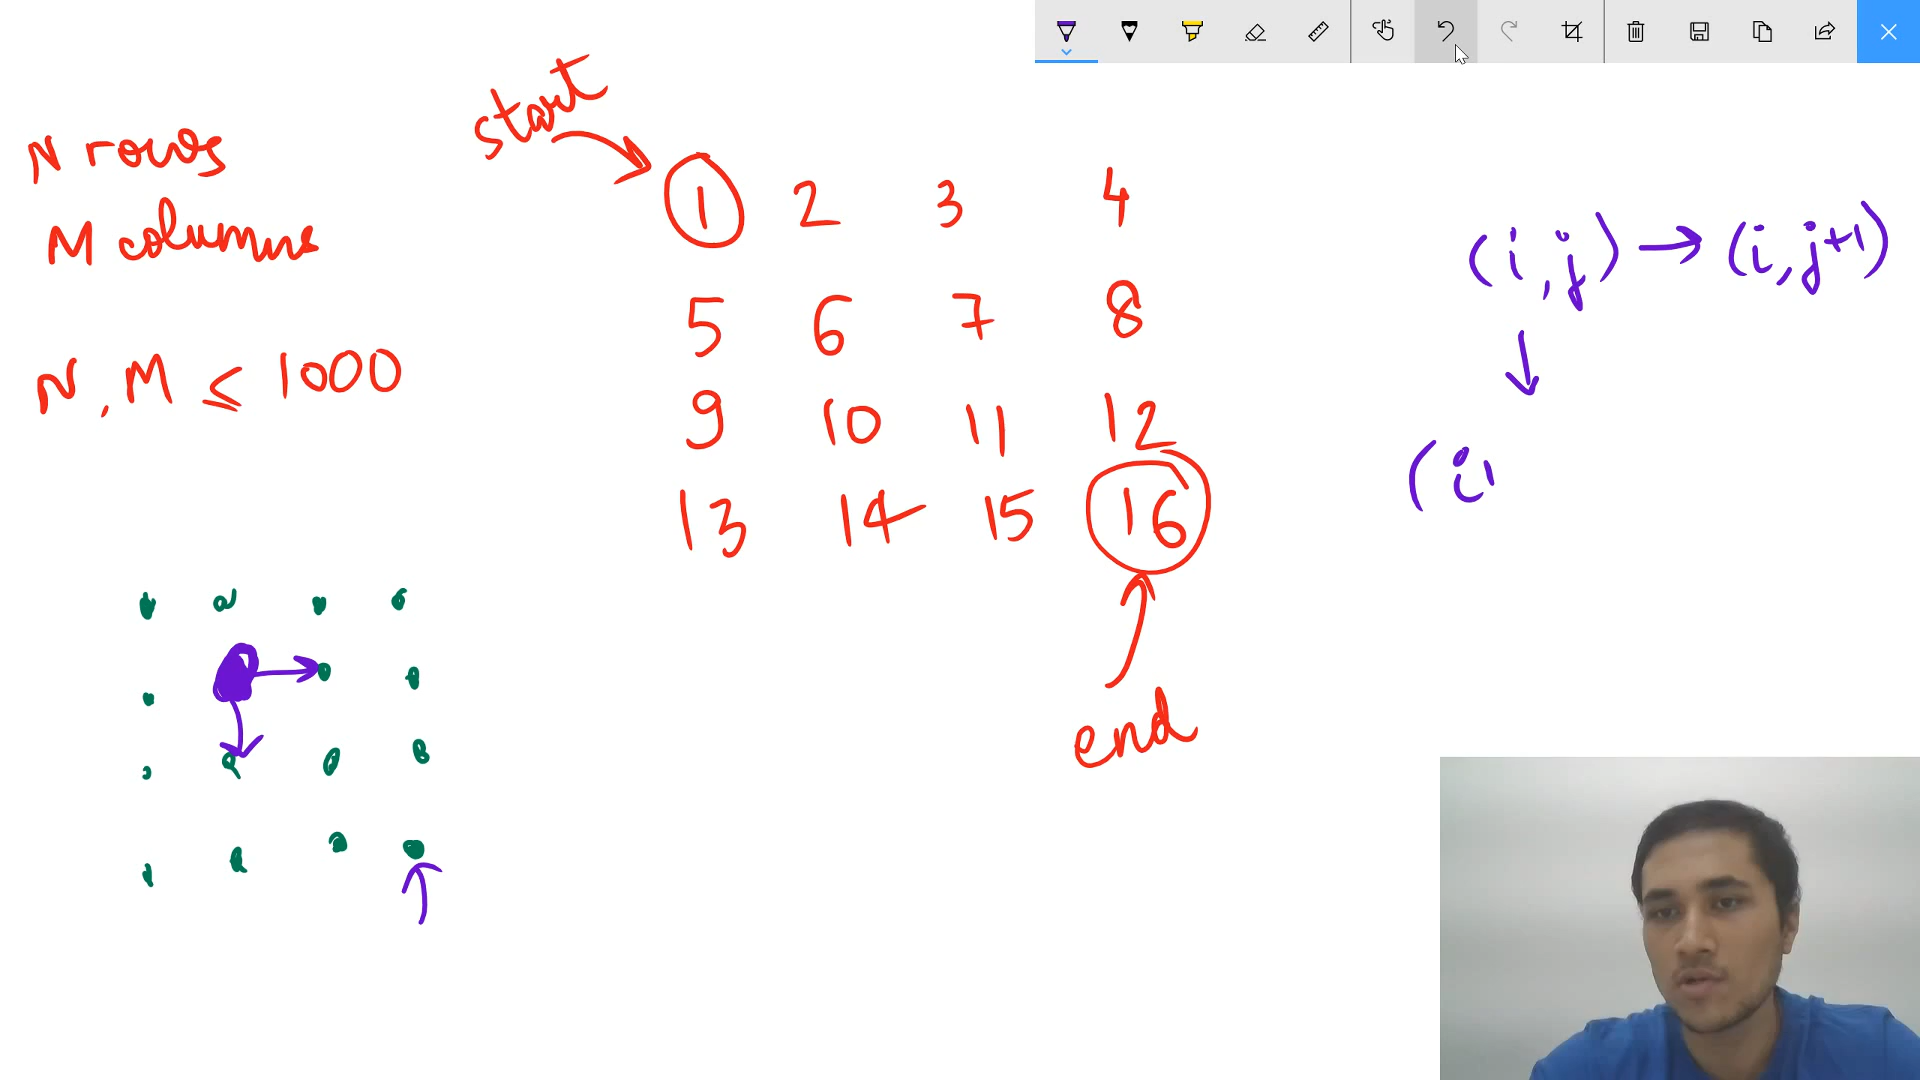 start
N rows
M columns
N, M ≤ 1000
1 2 3 4
5 6 7 8
9 10 11 12
13 14 15 16
end
(i, j) → (i, j+1)
↓
(i